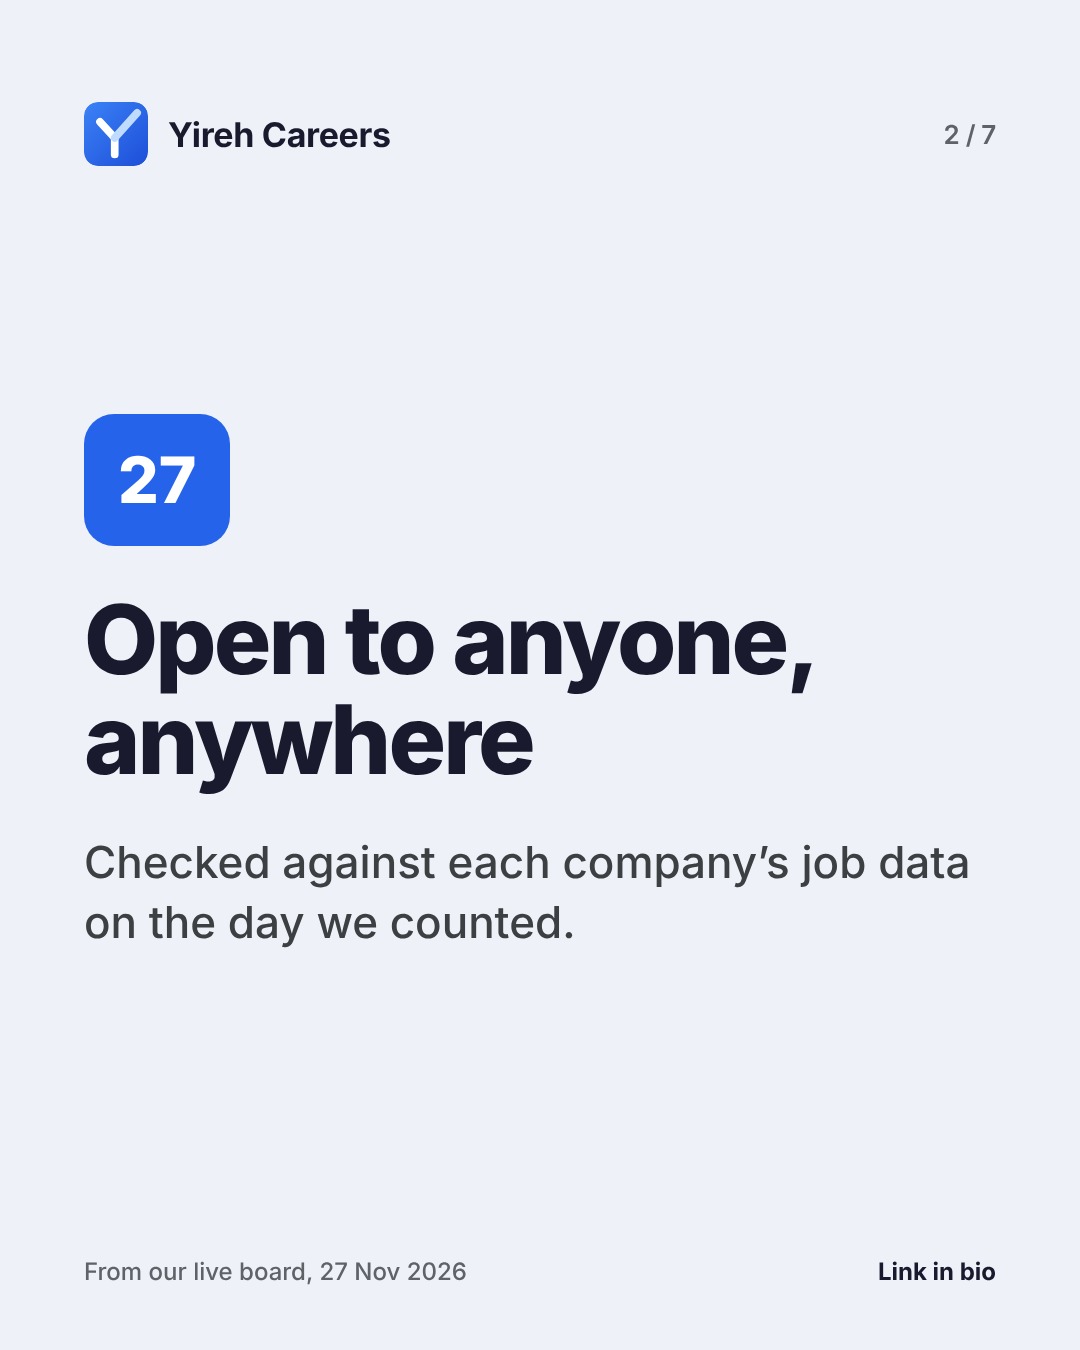 Yireh Careers
2 / 7
27
Open to anyone,
anywhere
Checked against each company’s job data
on the day we counted.
From our live board, 27 Nov 2026
Link in bio